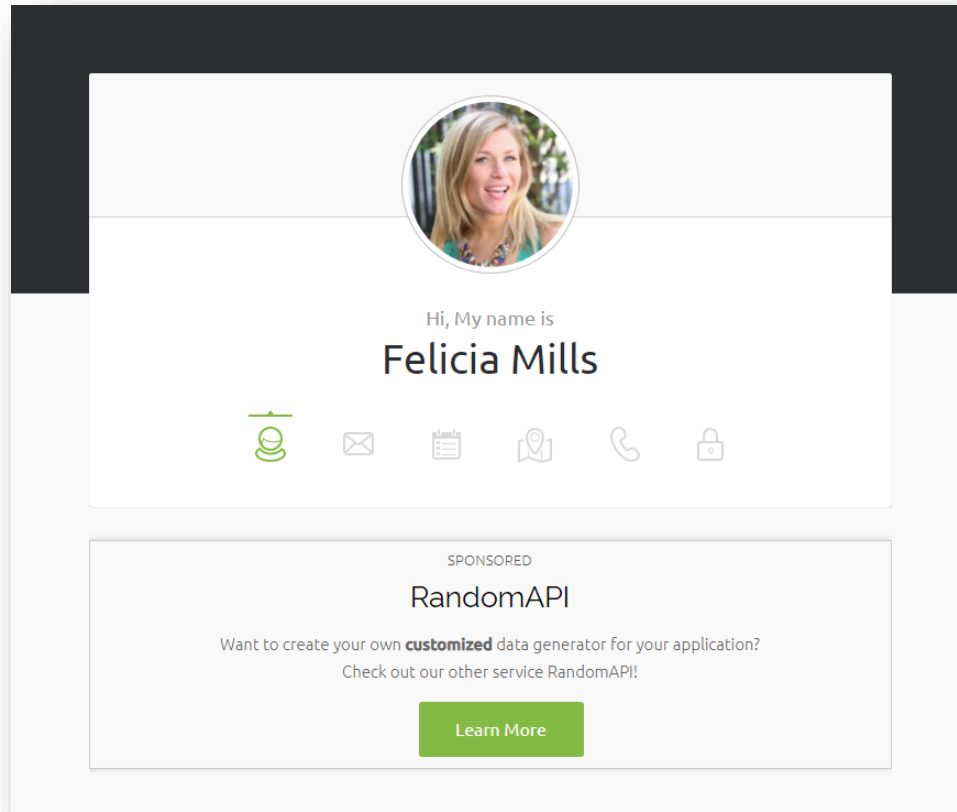 Hi, My name is
Felicia Mills
SPONSORED
RandomAPI
Want to create your own customized data generator for your application?
Check out our other service RandomAPI!
Learn More